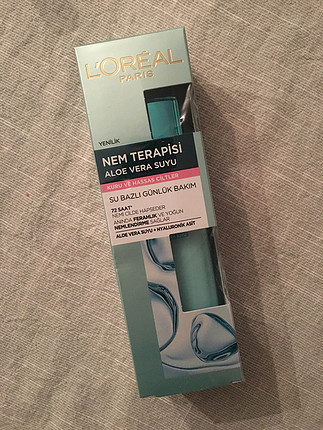 L'ORÉAL
PARIS
YENİLİK
NEM TERAPİSİ
ALOE VERA SUYU
KURU VE HASSAS CİLTLER
SU BAZLI GÜNLÜK BAKIM
72 SAAT*
NEMİ CİLDE HAPSEDER
ANINDA FERAHLIK VE YOĞUN
NEMLENDİRME SAĞLAR
ALOE VERA SUYU + HYALURONİK ASİT